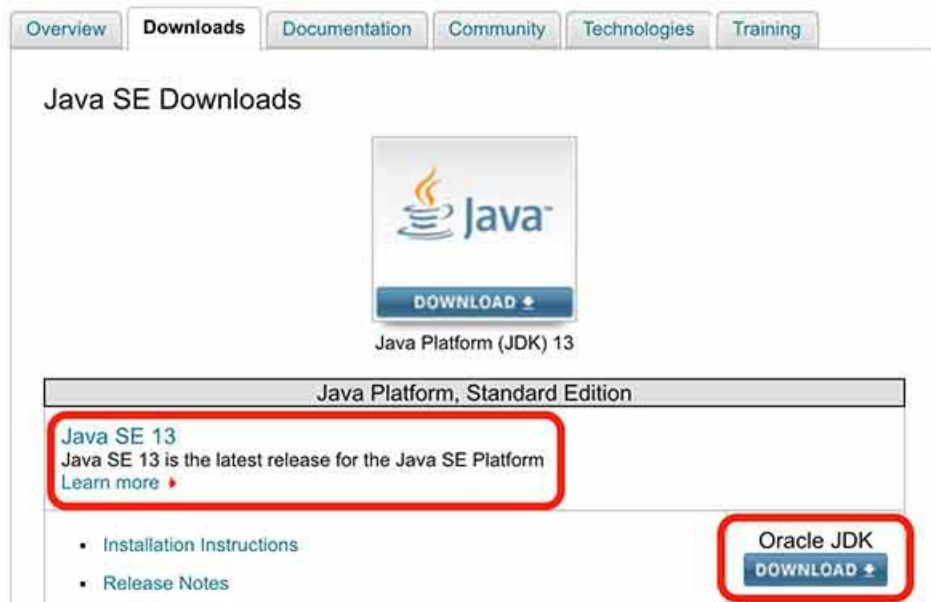 Overview Downloads Documentation Community Technologies Training
Java SE Downloads
Java™
DOWNLOAD
Java Platform (JDK) 13
Java Platform, Standard Edition
Java SE 13
Java SE 13 is the latest release for the Java SE Platform
Learn more
Installation Instructions
Release Notes
Oracle JDK
DOWNLOAD